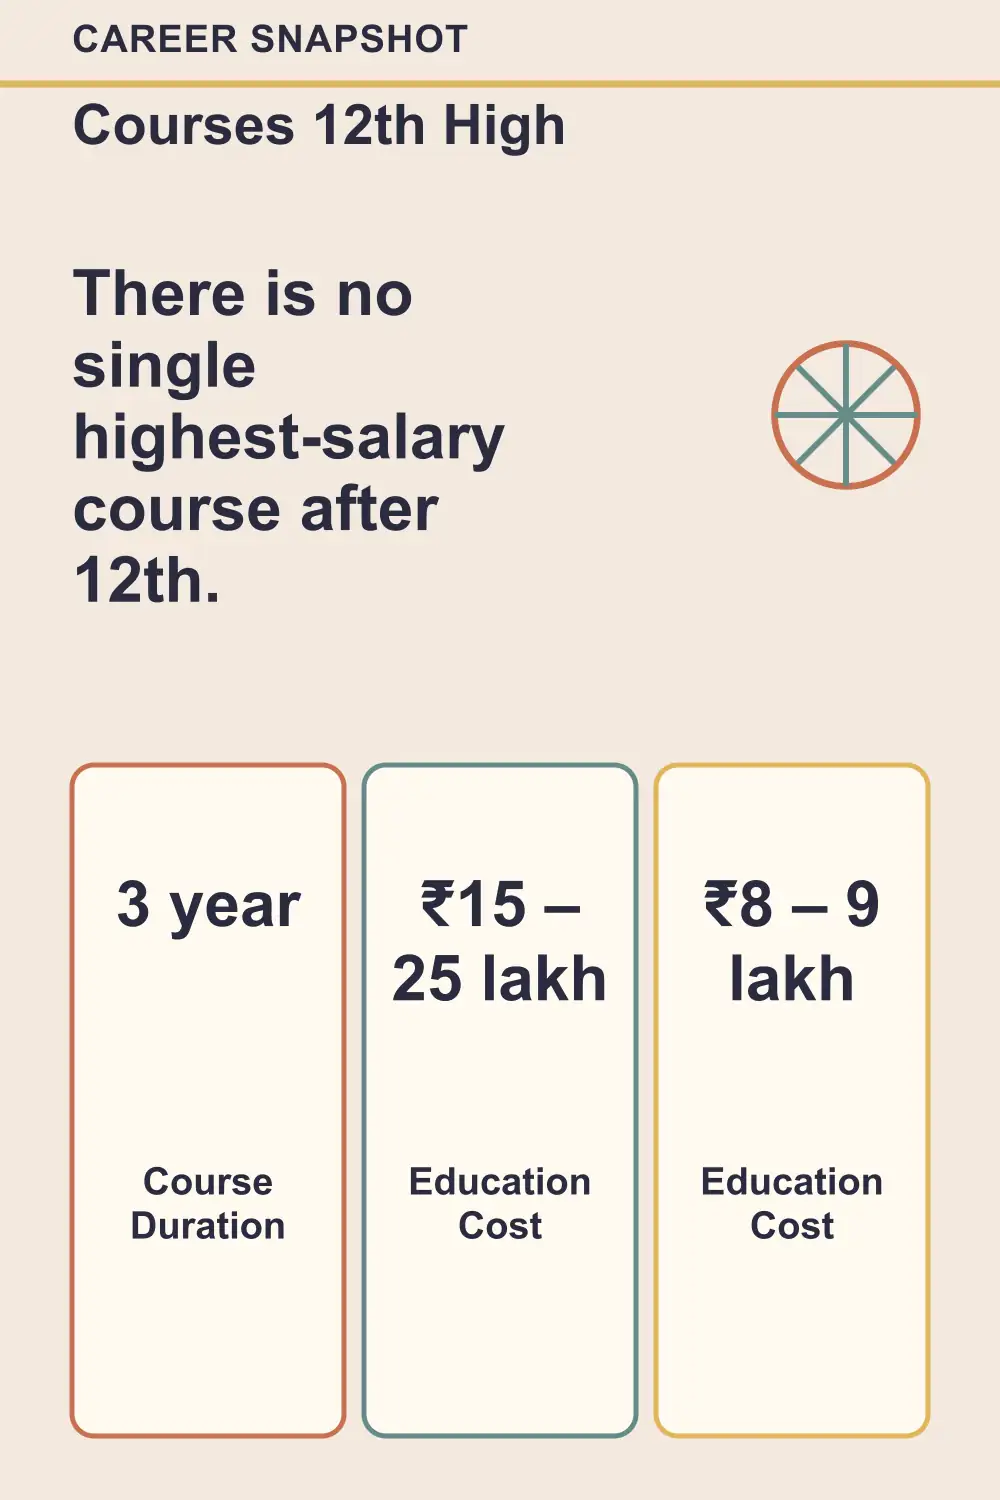 CAREER SNAPSHOT
Courses 12th High
There is no
single
highest-salary
course after
12th.
3 year
Course
Duration
₹15 –
25 lakh
Education
Cost
₹8 – 9
lakh
Education
Cost